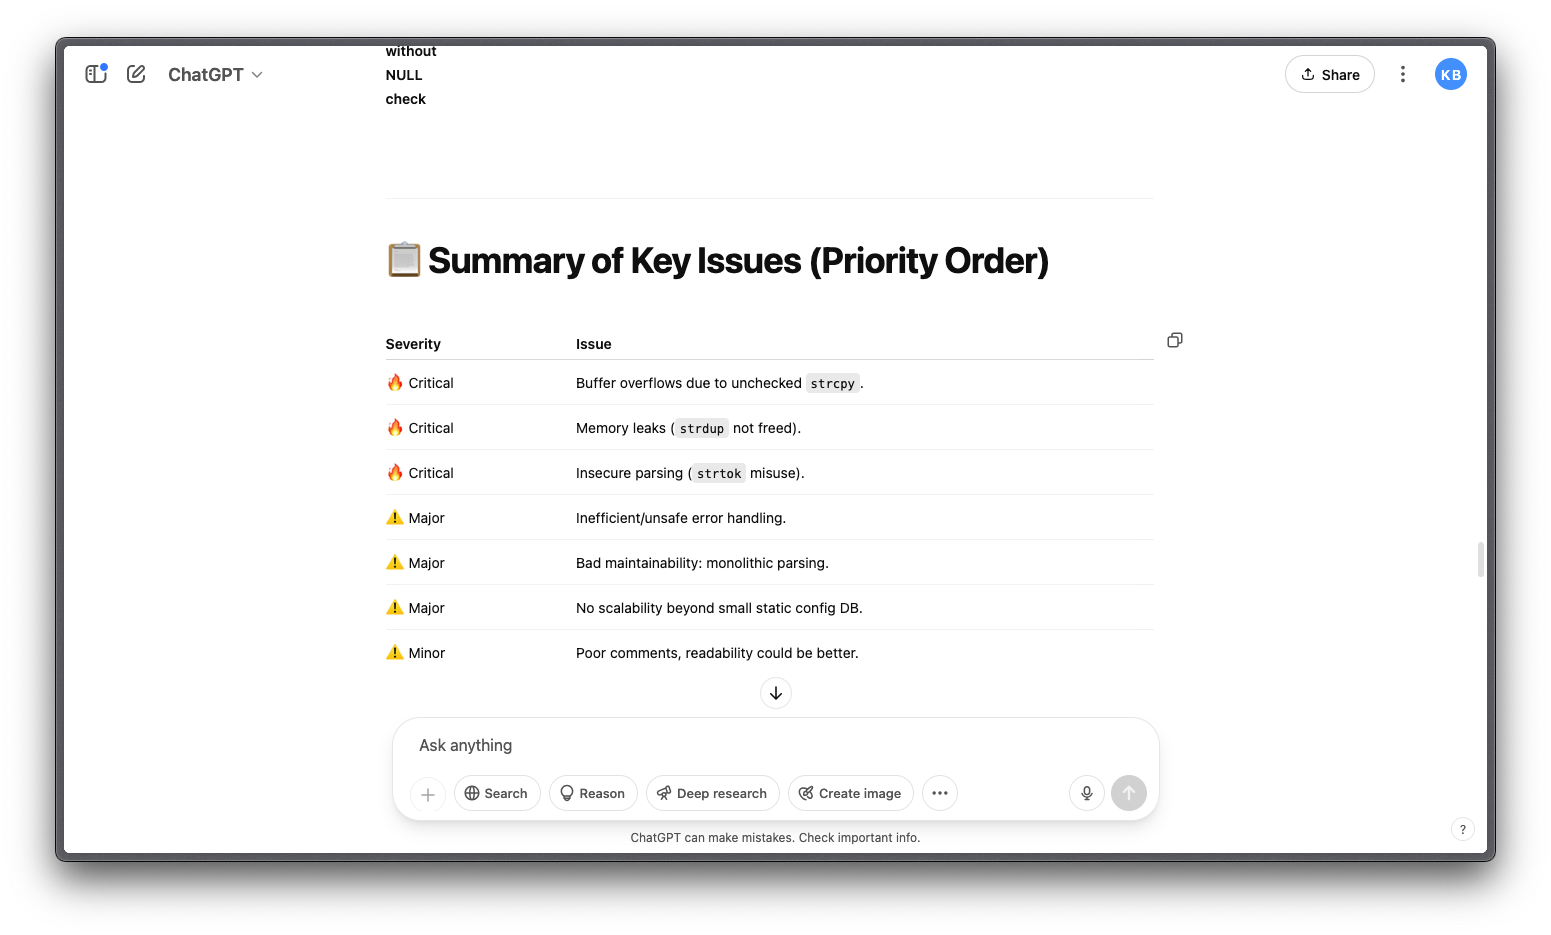 without
NULL
check
ChatGPT
Share
KB
Summary of Key Issues (Priority Order)
Severity Issue
Critical Buffer overflows due to unchecked strcpy.
Critical Memory leaks (strdup not freed).
Critical Insecure parsing (strtok misuse).
Major Inefficient/unsafe error handling.
Major Bad maintainability: monolithic parsing.
Major No scalability beyond small static config DB.
Minor Poor comments, readability could be better.
Ask anything
Search Reason Deep research Create image
ChatGPT can make mistakes. Check important info.
?